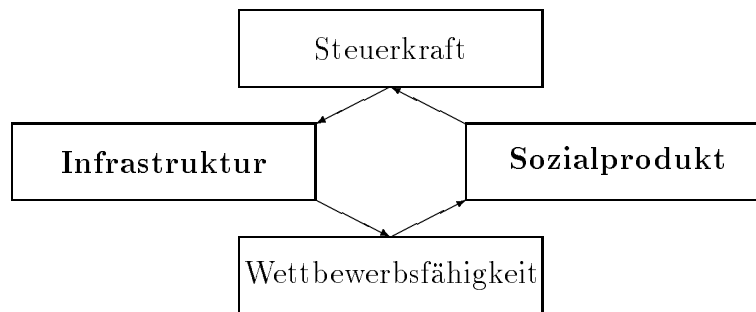 Steuerkraft
Infrastruktur
Sozialprodukt
Wettbewerbsfähigkeit